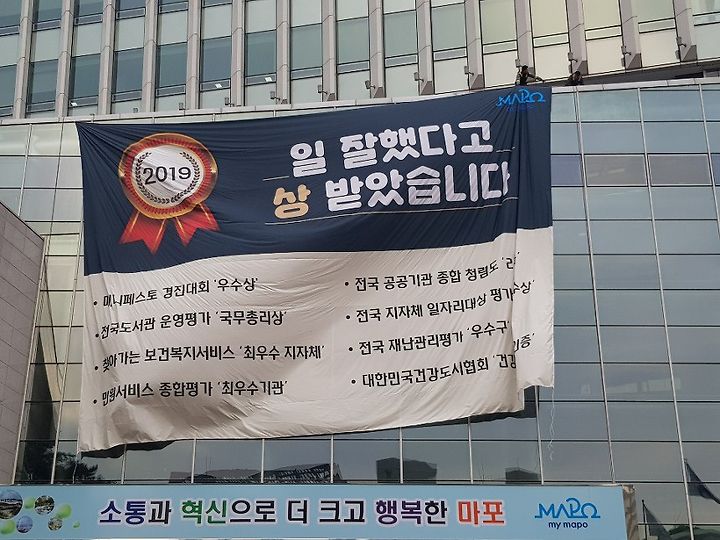 MAPO
2019
일 잘했다고
상 받았습니다
• 매니페스토 경진대회 '우수상'
• 전국도서관 운영평가 '국무총리상'
• 찾아가는 보건복지서비스 '최우수 지자체'
• 민원서비스 종합평가 '최우수기관'
• 전국 공공기관 종합 청렴도
• 전국 지자체 일자리대상 평가
• 전국 재난관리평가 '우수구'
• 대한민국건강도시협회
소통과 혁신으로 더 크고 행복한 마포
MAPO
my mapo